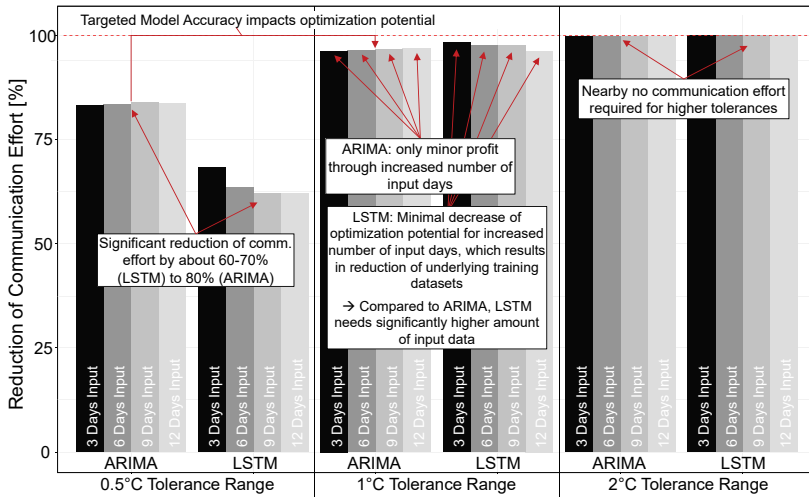 Targeted Model Accuracy impacts optimization potential
Reduction of Communication Effort [%]
100
75
50
25
0
Significant reduction of comm.
effort by about 60-70%
(LSTM) to 80% (ARIMA)
ARIMA: only minor profit
through increased number of
input days
LSTM: Minimal decrease of
optimization potential for increased
number of input days, which results
in reduction of underlying training
datasets
→ Compared to ARIMA, LSTM
needs significantly higher amount
of input data
Nearby no communication effort
required for higher tolerances
3 Days Input
6 Days Input
9 Days Input
12 Days Input
3 Days Input
6 Days Input
9 Days Input
12 Days Input
3 Days Input
6 Days Input
9 Days Input
12 Days Input
3 Days Input
6 Days Input
9 Days Input
12 Days Input
3 Days Input
6 Days Input
9 Days Input
12 Days Input
3 Days Input
6 Days Input
9 Days Input
12 Days Input
ARIMA
LSTM
ARIMA
LSTM
ARIMA
LSTM
0.5°C Tolerance Range
1°C Tolerance Range
2°C Tolerance Range